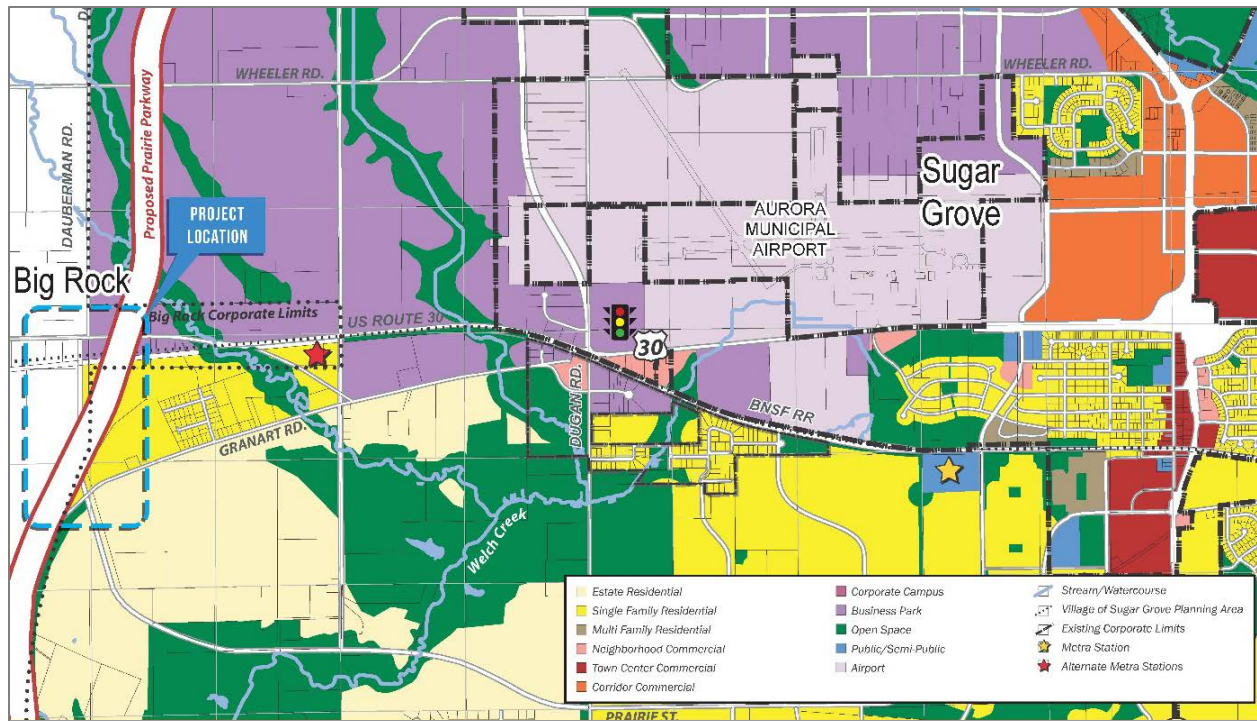 WHEELER RD.
WHEELER RD.
DAUBERMAN RD.
Proposed Prairie Parkway
PROJECT
LOCATION
Sugar
Grove
AURORA
MUNICIPAL
AIRPORT
Big Rock
Big Rock Corporate Limits
US ROUTE 30
30
DUGAN RD.
BNSF RR
GRANART RD.
Welch Creek
Estate Residential
Single Family Residential
Multi Family Residential
Neighborhood Commercial
Town Center Commercial
Corridor Commercial
Corporate Campus
Business Park
Open Space
Public/Semi-Public
Airport
Stream/Watercourse
Village of Sugar Grove Planning Area
Existing Corporate Limits
Metra Station
Alternate Metra Stations
PRAIRIE ST.